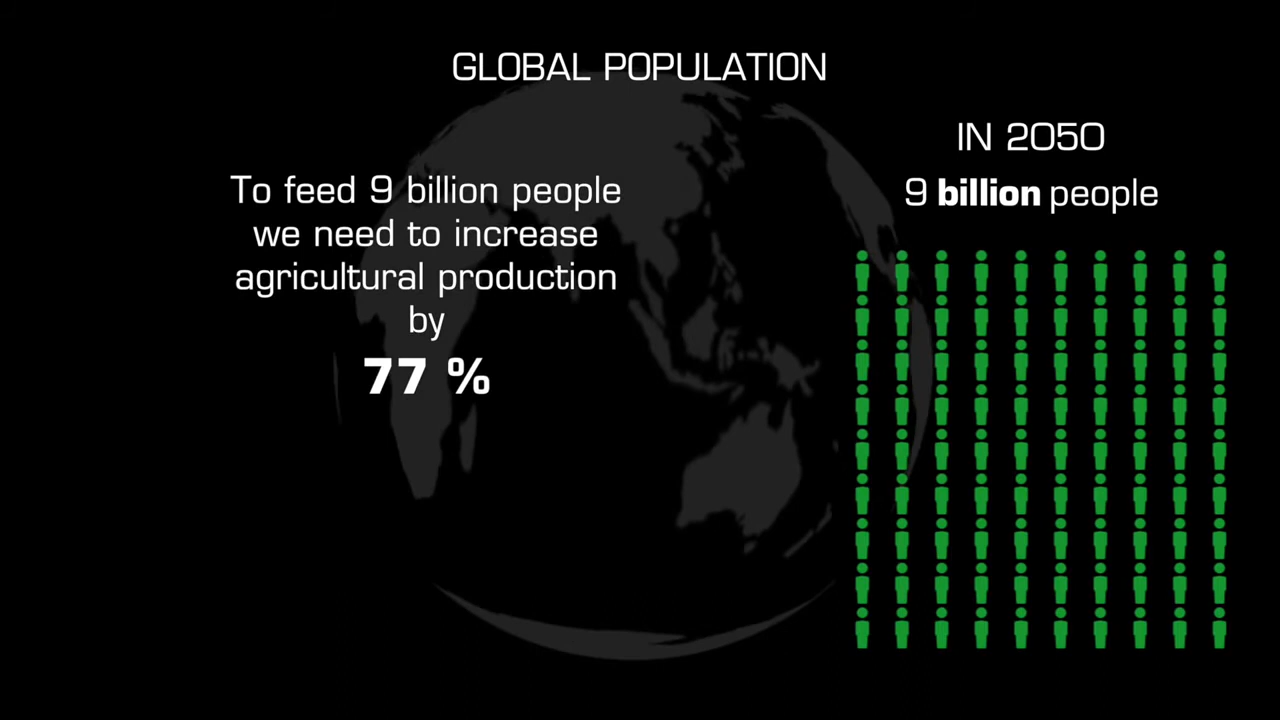 GLOBAL POPULATION
To feed 9 billion people
we need to increase
agricultural production
by
77 %
IN 2050
9 billion people